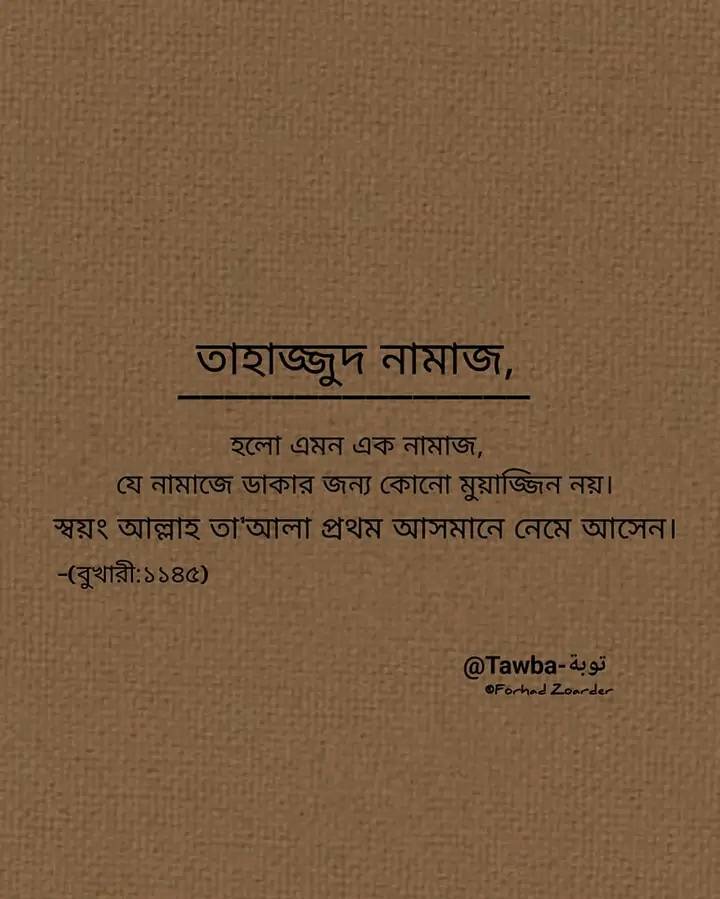 তাহাজ্জুদ নামাজ,
হলো এমন এক নামাজ,
যে নামাজে ডাকার জন্য কোনো মুয়াজ্জিন নয়।
স্বয়ং আল্লাহ তা'আলা প্রথম আসমানে নেমে আসেন।
-(বুখারী:১১৪৫)
@Tawba-توبة
©Forhad Zoarder